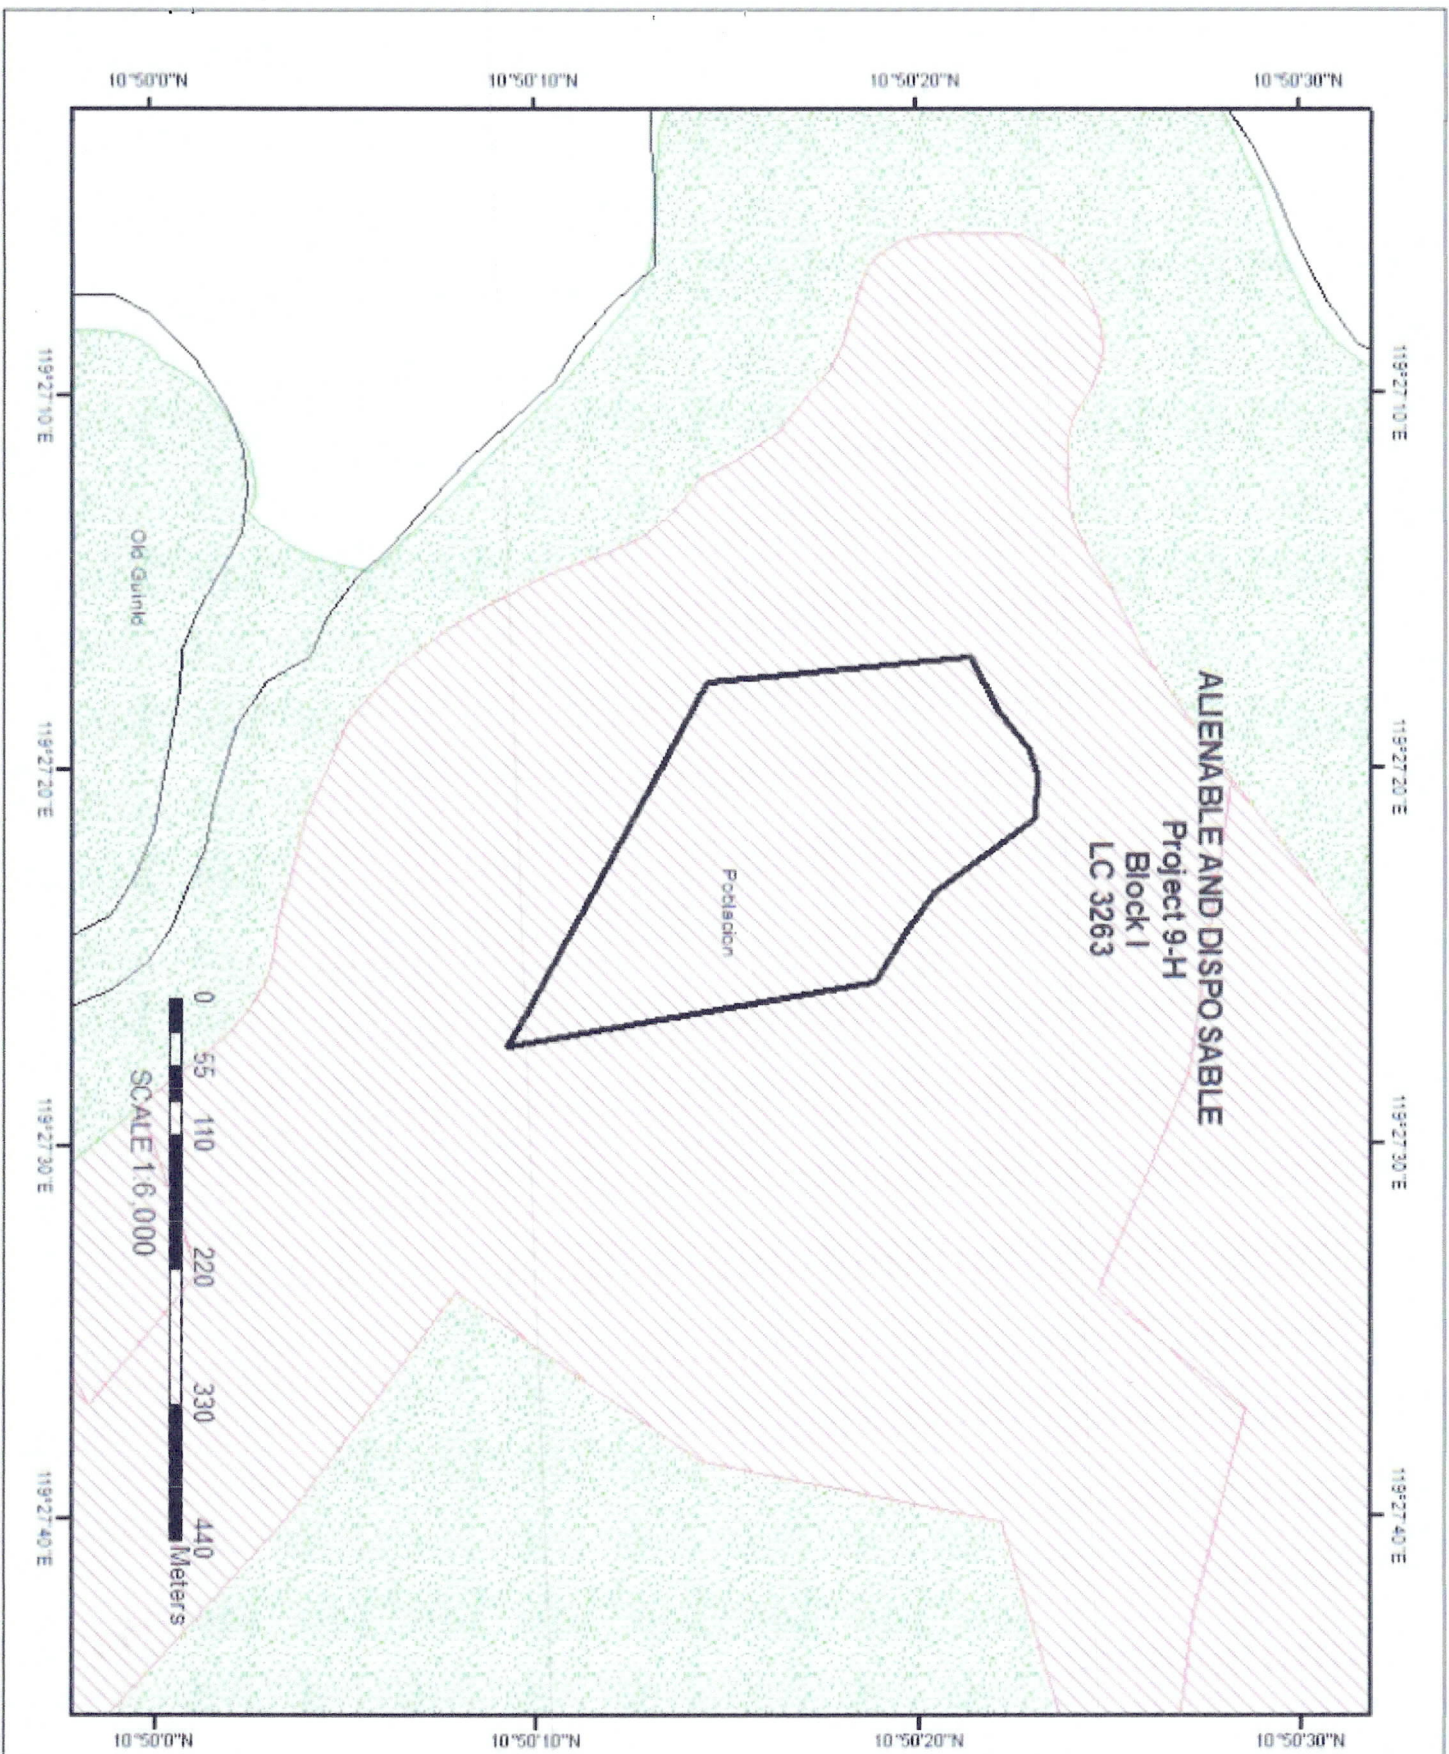 10°50'0"N
10°50'10"N
10°50'20"N
10°50'30"N
119°27'10"E
119°27'20"E
119°27'30"E
119°27'40"E
ALIENABLE AND DISPOSABLE
Project 9-H
Block I
LC 3263
Poblacion
Old Guinlo
0 55 110 220 330 440
Meters
SCALE 1:6,000
119°27'10"E
119°27'20"E
119°27'30"E
119°27'40"E
10°50'0"N
10°50'10"N
10°50'20"N
10°50'30"N